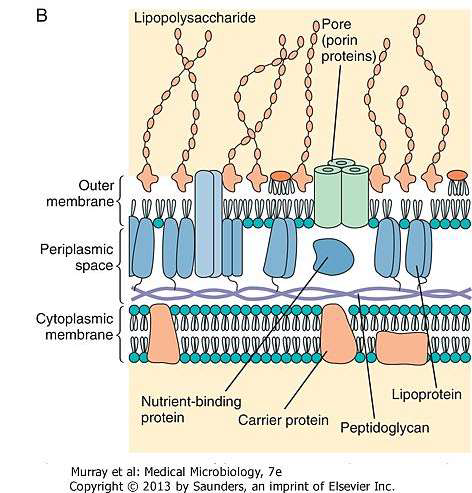 B
Lipopolysaccharide
Pore
(porin
proteins)
Outer
membrane
Periplasmic
space
Cytoplasmic
membrane
Nutrient-binding
protein
Carrier protein
Peptidoglycan
Lipoprotein
Murray et al: Medical Microbiology, 7e
Copyright © 2013 by Saunders, an imprint of Elsevier Inc.